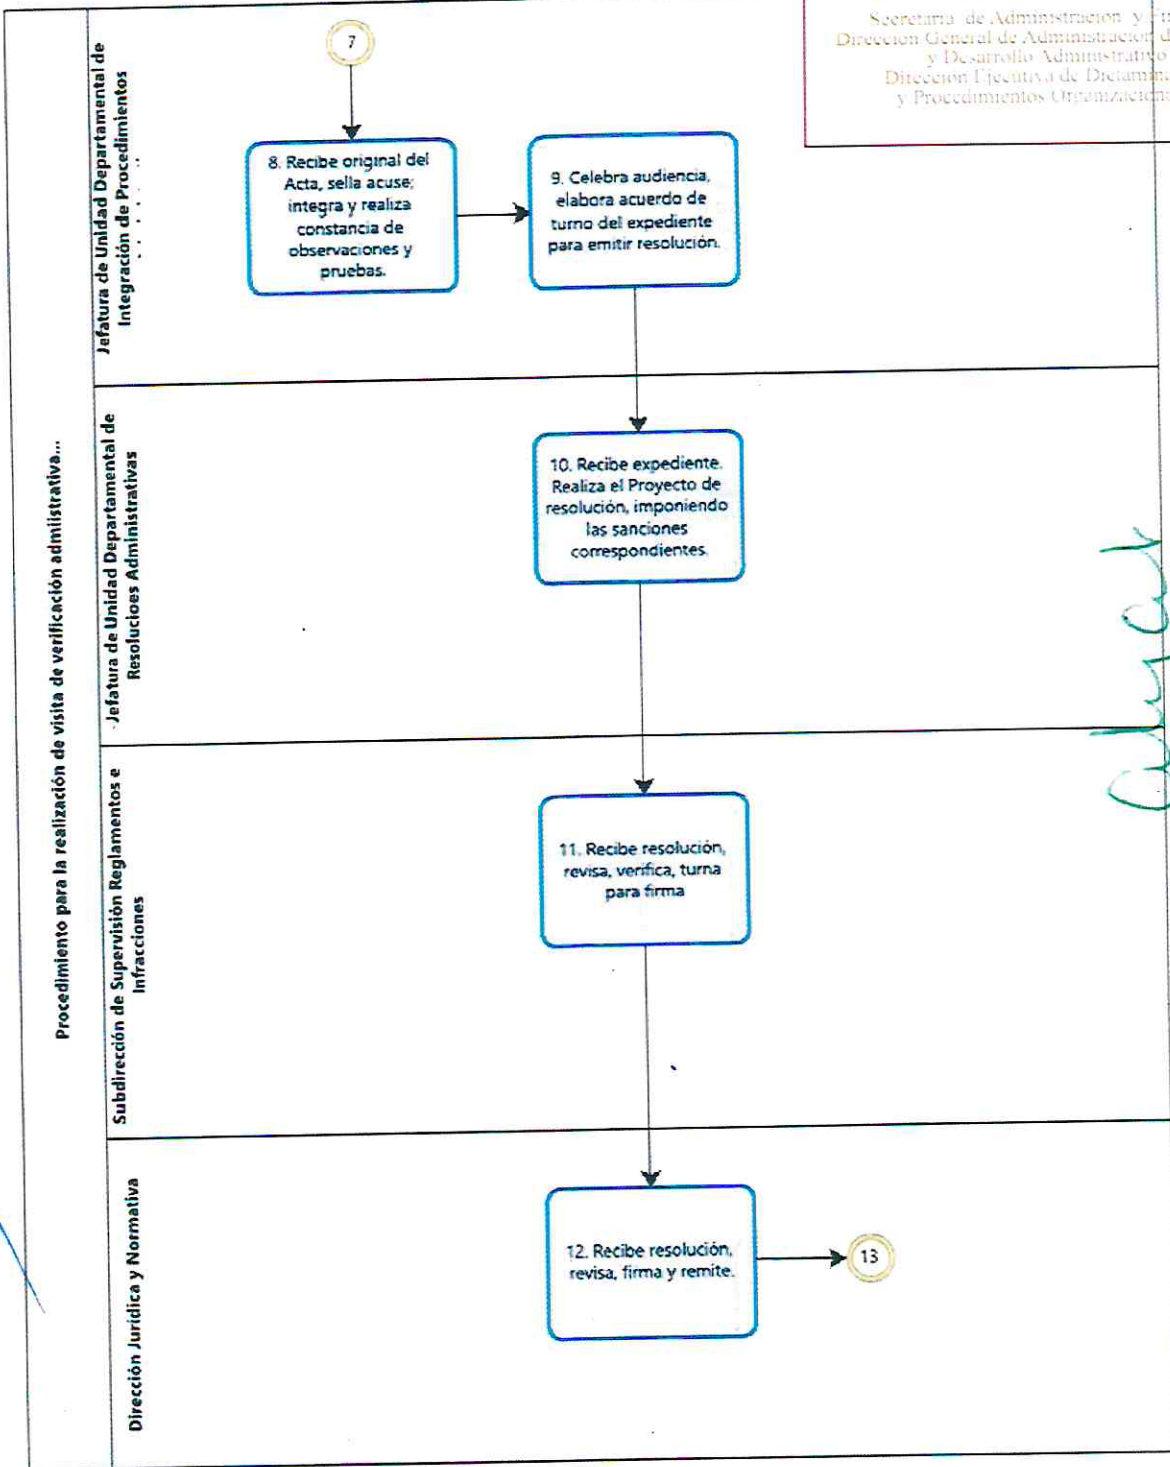 Secretaría de Administración y
Dirección General de Administración
y Desarrollo Administrativo
Dirección Ejecutiva de
y Procedimientos
Procedimiento para la realización de visita de verificación admiistrativa...
Jefatura de Unidad Departamental de
Integración de Procedimientos
7
8. Recibe original del
Acta, sella acuse;
integra y realiza
constancia de
observaciones y
pruebas.
9. Celebra audiencia,
elabora acuerdo de
turno del expediente
para emitir resolución.
Jefatura de Unidad Departamental de
Resolucioes Administrativas
10. Recibe expediente.
Realiza el Proyecto de
resolución, imponiendo
las sanciones
correspondientes.
Subdirección de Supervisión Reglamentos e
Infracciones
11. Recibe resolución,
revisa, verifica, turna
para firma
Dirección Jurídica y Normativa
12. Recibe resolución,
revisa, firma y remite.
13